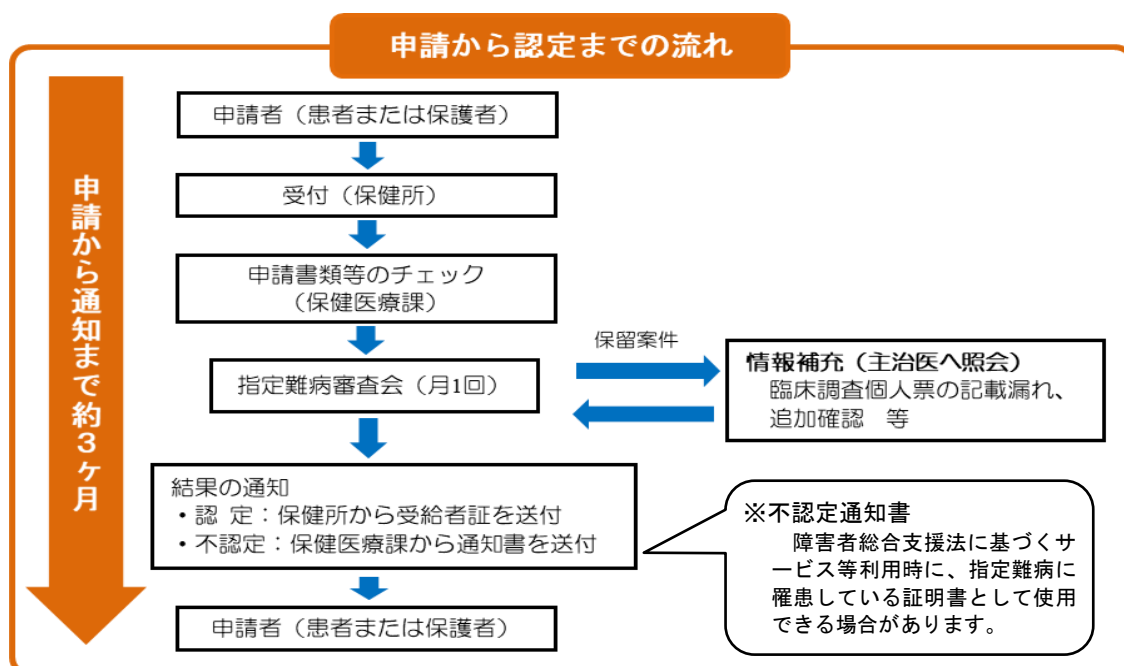 申請から認定までの流れ
申請から通知まで約3ヶ月
申請者（患者または保護者）
受付（保健所）
申請書類等のチェック
（保健医療課）
指定難病審査会（月1回）
保留案件
情報補充（主治医へ照会）
臨床調査個人票の記載漏れ、
追加確認　等
結果の通知
・認 定：保健所から受給者証を送付
・不認定：保健医療課から通知書を送付
※不認定通知書
障害者総合支援法に基づくサ
ービス等利用時に、指定難病に
罹患している証明書として使用
できる場合があります。
申請者（患者または保護者）